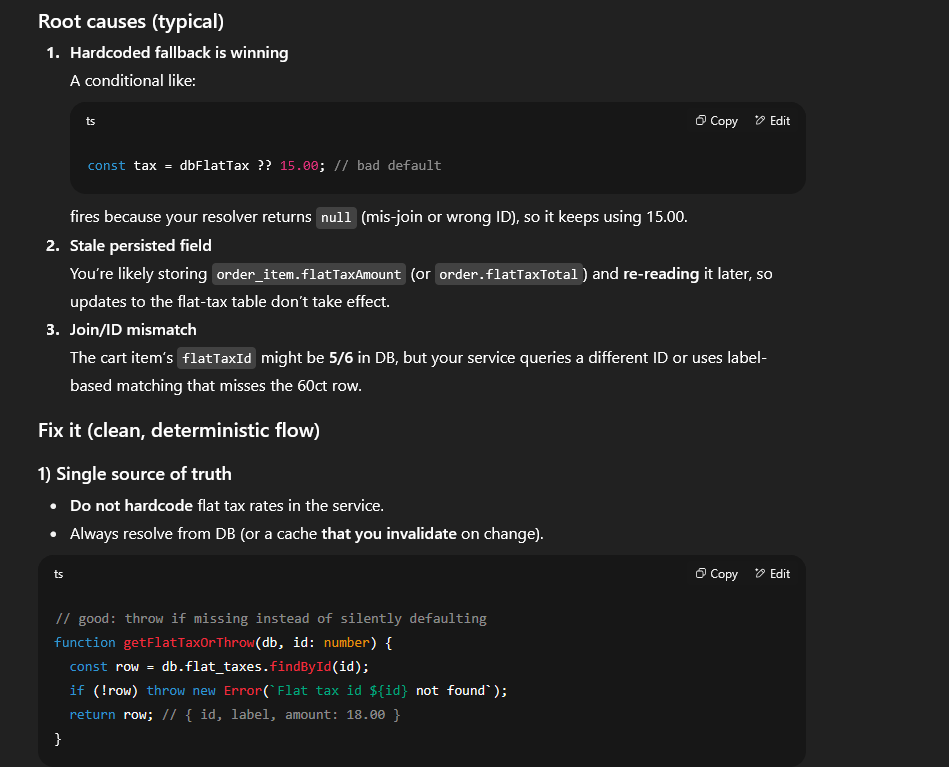 Root causes (typical)
1. Hardcoded fallback is winning
A conditional like:
ts
Copy
Edit
const tax = dbFlatTax ?? 15.00; // bad default
fires because your resolver returns null (mis-join or wrong ID), so it keeps using 15.00.
2. Stale persisted field
You’re likely storing order_item.flatTaxAmount (or order.flatTaxTotal) and re-reading it later, so
updates to the flat-tax table don’t take effect.
3. Join/ID mismatch
The cart item’s flatTaxId might be 5/6 in DB, but your service queries a different ID or uses label-
based matching that misses the 60ct row.
Fix it (clean, deterministic flow)
1) Single source of truth
• Do not hardcode flat tax rates in the service.
• Always resolve from DB (or a cache that you invalidate on change).
ts
Copy
Edit
// good: throw if missing instead of silently defaulting
function getFlatTaxOrThrow(db, id: number) {
  const row = db.flat_taxes.findById(id);
  if (!row) throw new Error(`Flat tax id ${id} not found`);
  return row; // { id, label, amount: 18.00 }
}